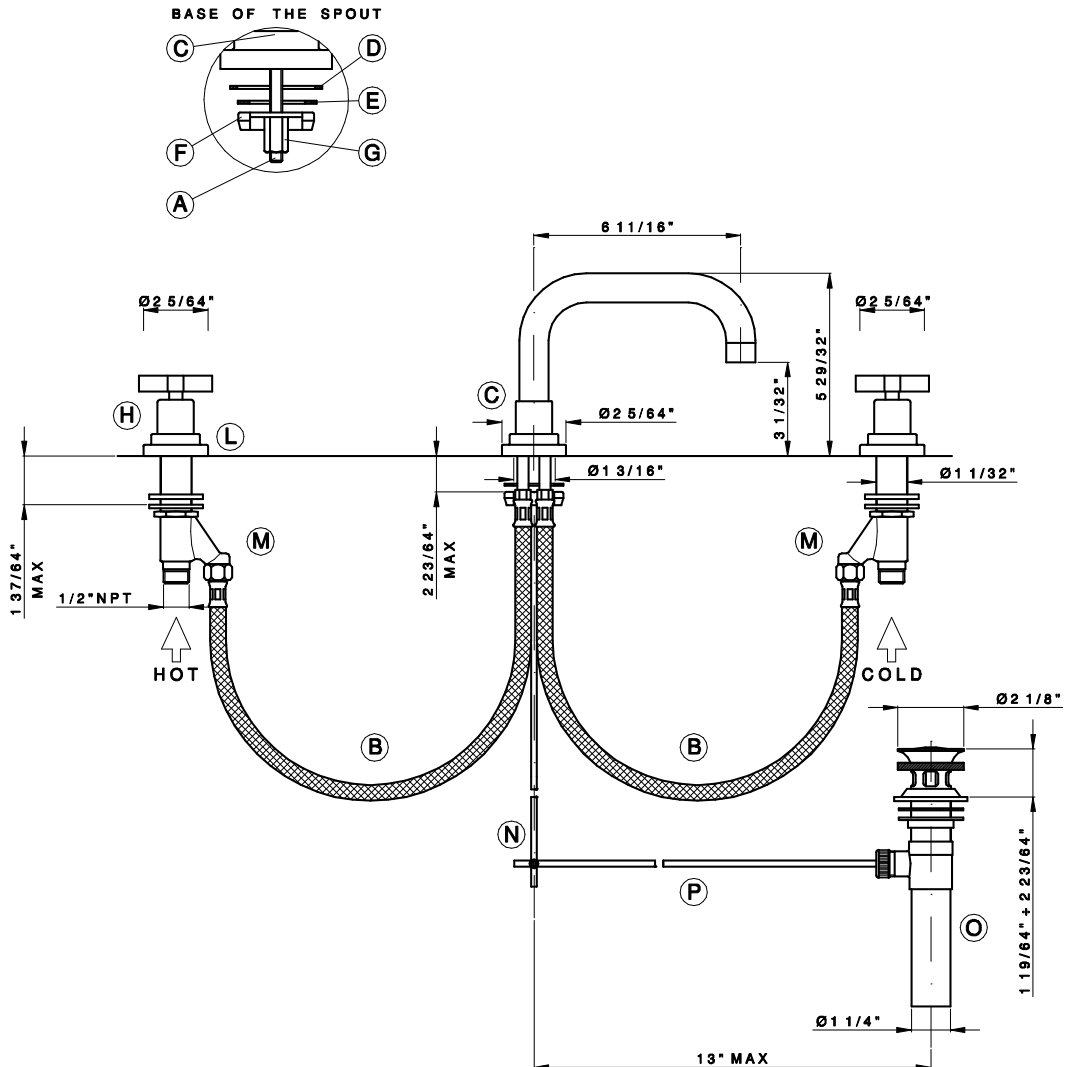 BASE OF THE SPOUT
C
D
E
F
G
A
6 11/16"
Ø2 5/64"
Ø2 5/64"
5 29/32"
3 1/32"
C
H
L
Ø2 5/64"
Ø1 3/16"
Ø1 1/32"
1 37/64" MAX
2 23/64" MAX
M
M
1/2"NPT
HOT
COLD
Ø2 1/8"
B
B
N
P
1 19/64" ÷ 2 23/64"
O
Ø1 1/4"
13" MAX